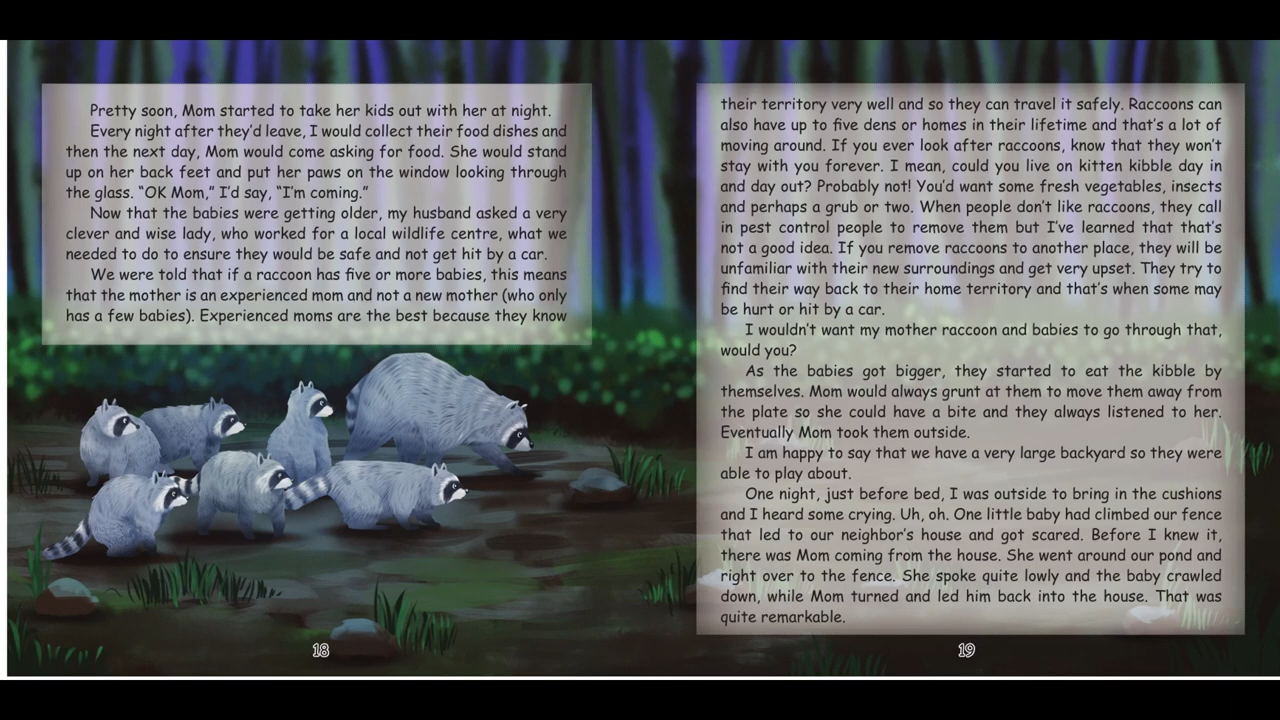 Pretty soon, Mom started to take her kids out with her at night.
Every night after they'd leave, I would collect their food dishes and
then the next day, Mom would come asking for food. She would stand
up on her back feet and put her paws on the window looking through
the glass. “OK Mom,” I'd say, “I'm coming.”
Now that the babies were getting older, my husband asked a very
clever and wise lady, who worked for a local wildlife centre, what we
needed to do to ensure they would be safe and not get hit by a car.
We were told that if a raccoon has five or more babies, this means
that the mother is an experienced mom and not a new mother (who only
has a few babies). Experienced moms are the best because they know
18
their territory very well and so they can travel it safely. Raccoons can
also have up to five dens or homes in their lifetime and that's a lot of
moving around. If you ever look after raccoons, know that they won't
stay with you forever. I mean, could you live on kitten kibble day in
and day out? Probably not! You'd want some fresh vegetables, insects
and perhaps a grub or two. When people don't like raccoons, they call
in pest control people to remove them but I've learned that that's
not a good idea. If you remove raccoons to another place, they will be
unfamiliar with their new surroundings and get very upset. They try to
find their way back to their home territory and that's when some may
be hurt or hit by a car.
I wouldn't want my mother raccoon and babies to go through that,
would you?
As the babies got bigger, they started to eat the kibble by
themselves. Mom would always grunt at them to move them away from
the plate so she could have a bite and they always listened to her.
Eventually Mom took them outside.
I am happy to say that we have a very large backyard so they were
able to play about.
One night, just before bed, I was outside to bring in the cushions
and I heard some crying. Uh, oh. One little baby had climbed our fence
that led to our neighbor's house and got scared. Before I knew it,
there was Mom coming from the house. She went around our pond and
right over to the fence. She spoke quite lowly and the baby crawled
down, while Mom turned and led him back into the house. That was
quite remarkable.
19